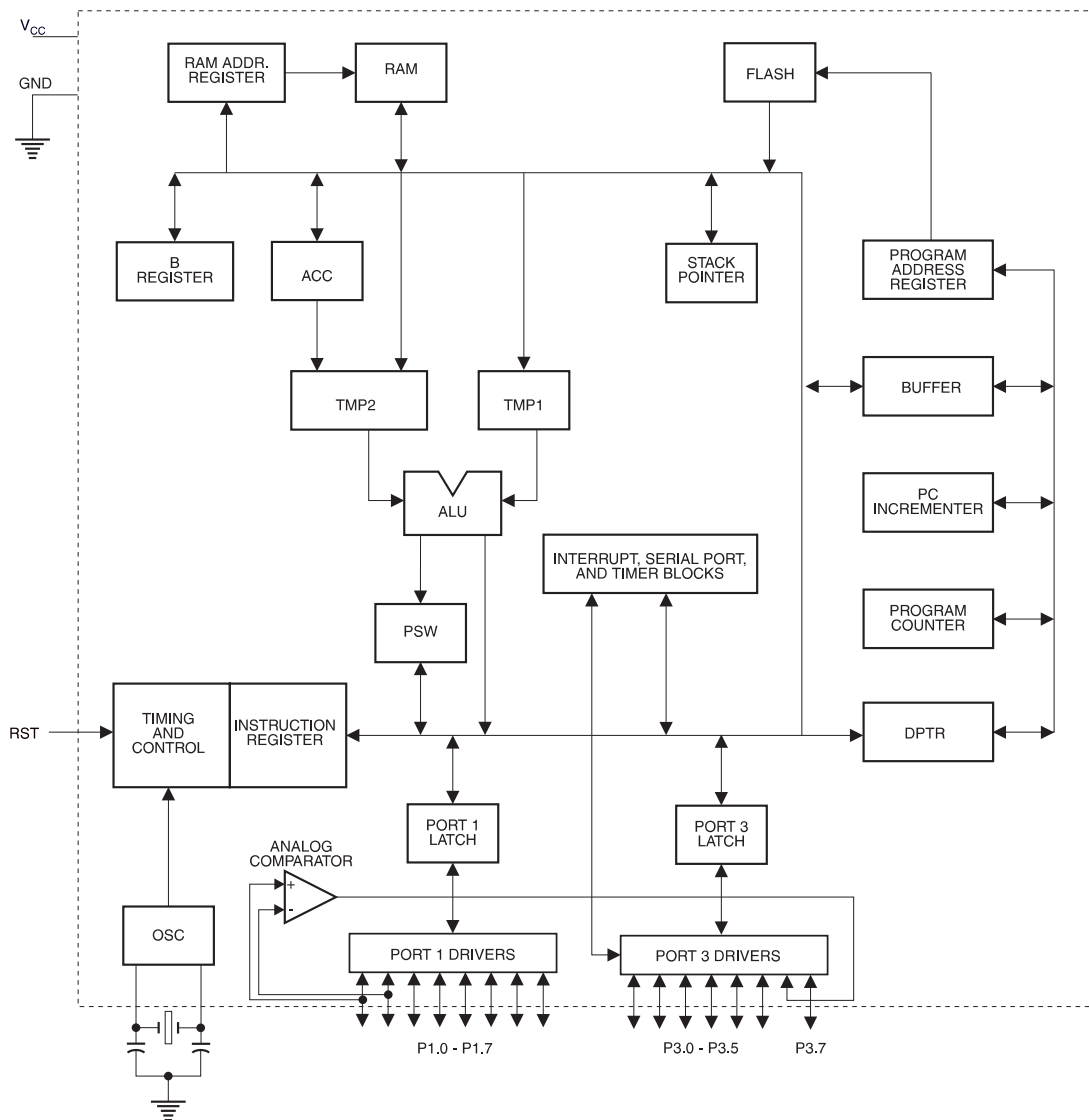 V_CC
GND
RAM ADDR.
REGISTER
RAM
FLASH
B
REGISTER
ACC
STACK
POINTER
PROGRAM
ADDRESS
REGISTER
TMP2
TMP1
BUFFER
ALU
PC
INCREMENTER
INTERRUPT, SERIAL PORT,
AND TIMER BLOCKS
PSW
PROGRAM
COUNTER
RST
TIMING
AND
CONTROL
INSTRUCTION
REGISTER
DPTR
PORT 1
LATCH
PORT 3
LATCH
ANALOG
COMPARATOR
+
-
OSC
PORT 1 DRIVERS
PORT 3 DRIVERS
P1.0 - P1.7
P3.0 - P3.5
P3.7